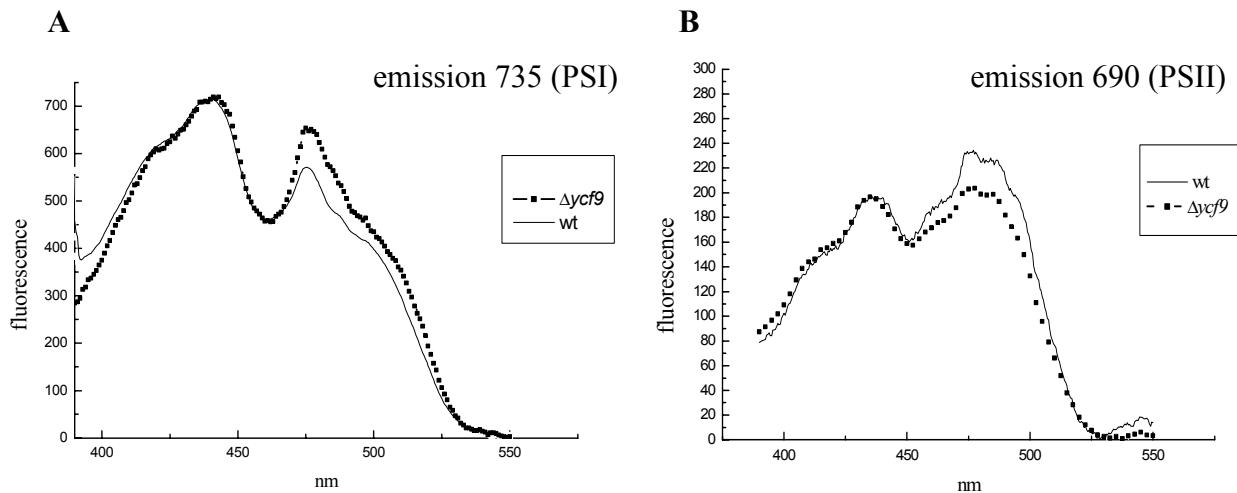 A
emission 735 (PSI)
700
600
500
400
300
200
100
0
fluorescence
400
450
500
550
nm
Δycf9
wt
B
emission 690 (PSII)
300
280
260
240
220
200
180
160
140
120
100
80
60
40
20
0
fluorescence
400
450
500
550
nm
wt
Δycf9